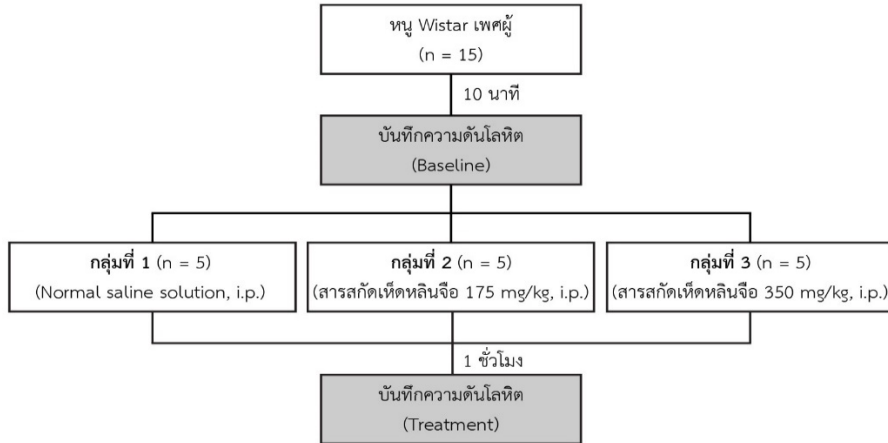 หนู Wistar เพศผู้
(n = 15)
10 นาที
บันทึกความดันโลหิต
(Baseline)
กลุ่มที่ 1 (n = 5)
(Normal saline solution, i.p.)
กลุ่มที่ 2 (n = 5)
(สารสกัดเห็ดหลินจือ 175 mg/kg, i.p.)
กลุ่มที่ 3 (n = 5)
(สารสกัดเห็ดหลินจือ 350 mg/kg, i.p.)
1 ชั่วโมง
บันทึกความดันโลหิต
(Treatment)